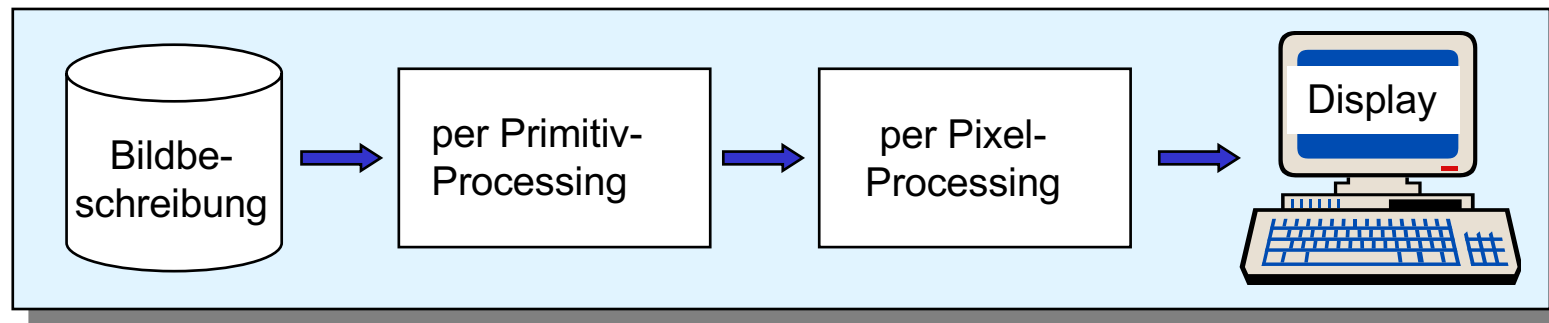 Bildbe-
schreibung
per Primitiv-
Processing
per Pixel-
Processing
Display